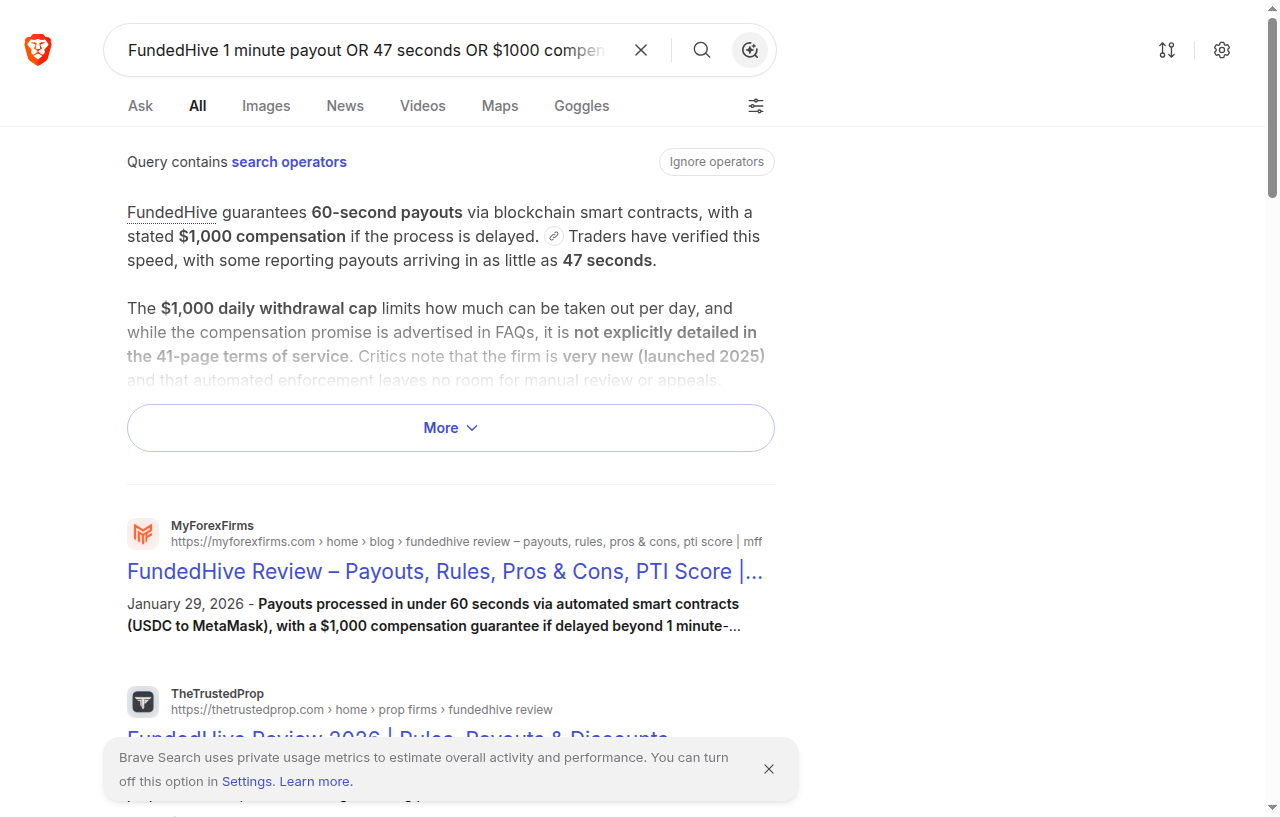 FundedHive 1 minute payout OR 47 seconds OR $1000 compen
Ask
All
Images
News
Videos
Maps
Goggles
Query contains search operators
Ignore operators
FundedHive guarantees 60-second payouts via blockchain smart contracts, with a
stated $1,000 compensation if the process is delayed. Traders have verified this
speed, with some reporting payouts arriving in as little as 47 seconds.
The $1,000 daily withdrawal cap limits how much can be taken out per day, and
while the compensation promise is advertised in FAQs, it is not explicitly detailed in
the 41-page terms of service. Critics note that the firm is very new (launched 2025)
and that automated enforcement leaves no room for manual review or appeals.
More
MyForexFirms
https://myforexfirms.com › home › blog › fundedhive review – payouts, rules, pros & cons, pti score | mff
FundedHive Review – Payouts, Rules, Pros & Cons, PTI Score |...
January 29, 2026 - Payouts processed in under 60 seconds via automated smart contracts
(USDC to MetaMask), with a $1,000 compensation guarantee if delayed beyond 1 minute-...
TheTrustedProp
https://thetrustedprop.com › home › prop firms › fundedhive review
FundedHive Review 2026 | Rules, Payouts & Discounts
Brave Search uses private usage metrics to estimate overall activity and performance. You can turn
off this option in Settings. Learn more.